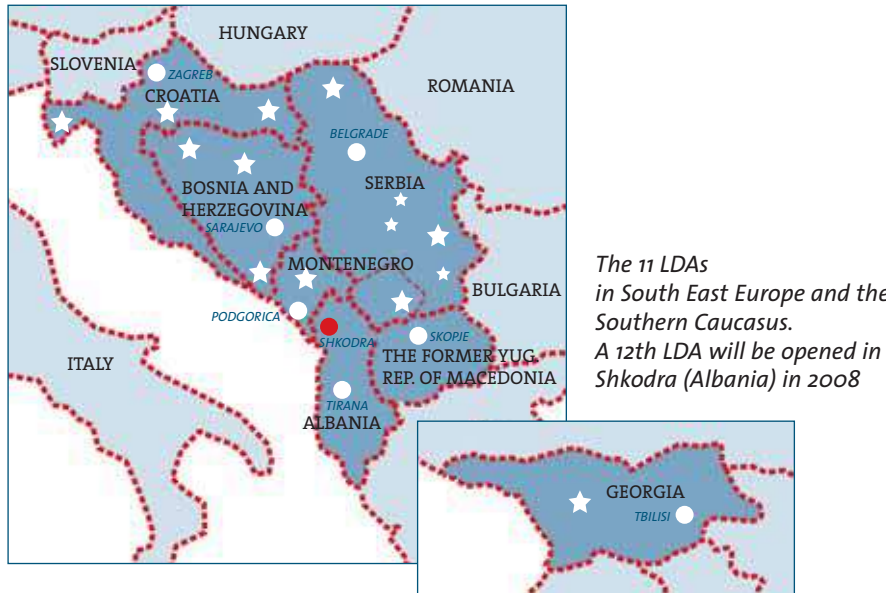 HUNGARY
SLOVENIA
ZAGREB
ROMANIA
CROATIA
BELGRADE
SERBIA
BOSNIA AND
HERZEGOVINA
SARAJEVO
MONTENEGRO
BULGARIA
PODGORICA
SHKODRA
SKOPJE
ITALY
THE FORMER YUG.
REP. OF MACEDONIA
TIRANA
ALBANIA
The 11 LDAs
in South East Europe and the
Southern Caucasus.
A 12th LDA will be opened in
Shkodra (Albania) in 2008
GEORGIA
TBILISI